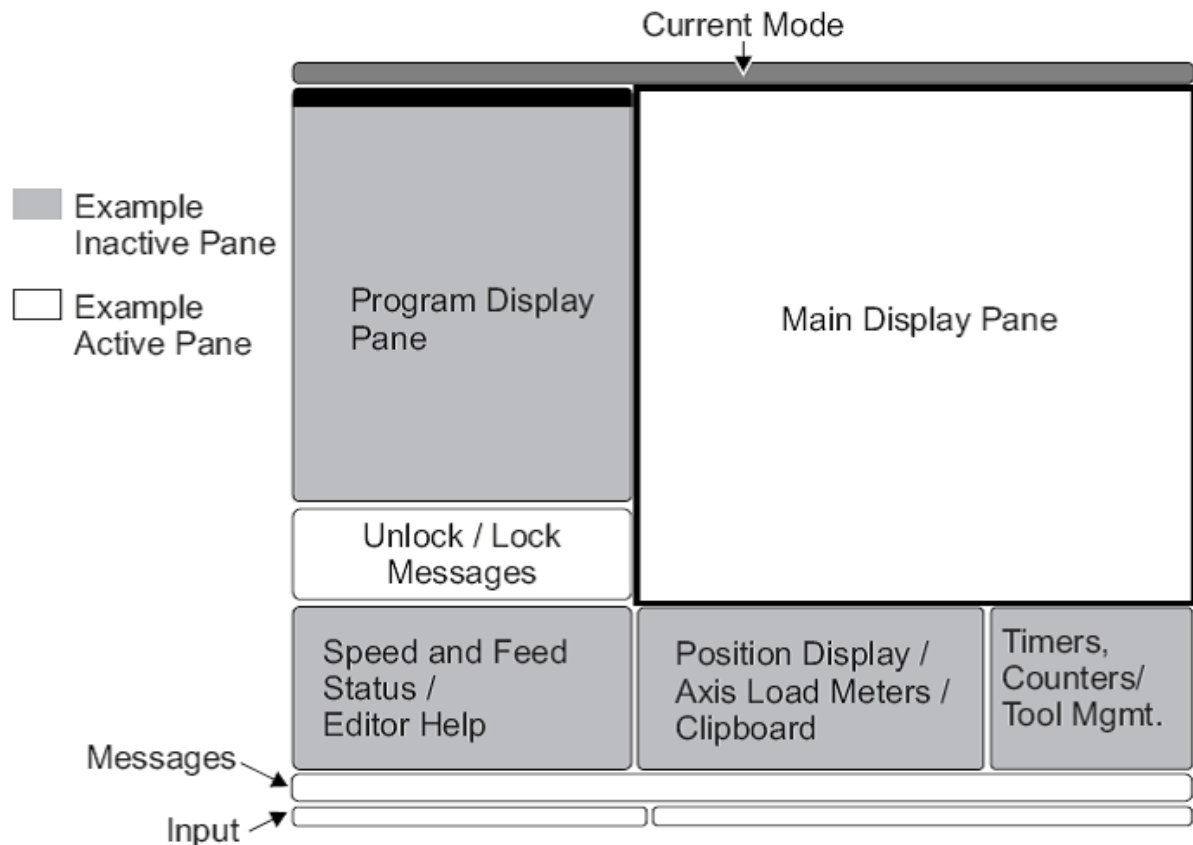 Current Mode
Example
Inactive Pane
Example
Active Pane
Program Display
Pane
Main Display Pane
Unlock / Lock
Messages
Speed and Feed
Status /
Editor Help
Position Display /
Axis Load Meters /
Clipboard
Timers,
Counters/
Tool Mgmt.
Messages
Input